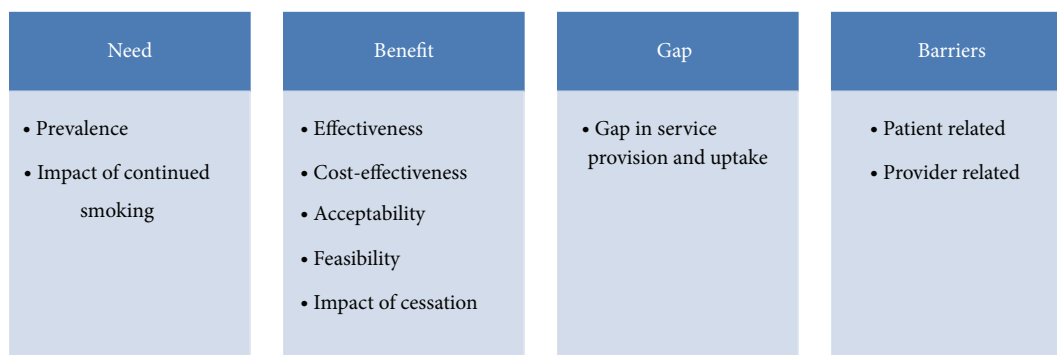 Need
• Prevalence
• Impact of continued
smoking
Benefit
• Effectiveness
• Cost-effectiveness
• Acceptability
• Feasibility
• Impact of cessation
Gap
• Gap in service
provision and uptake
Barriers
• Patient related
• Provider related